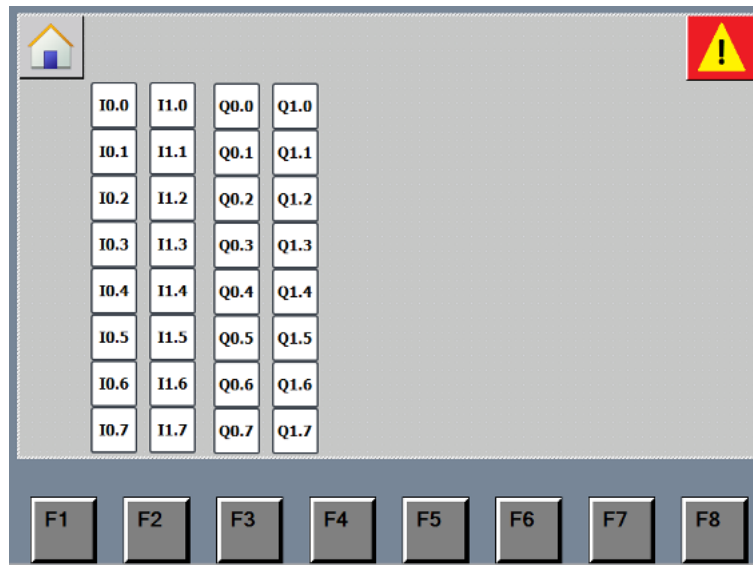 I0.0 I1.0 Q0.0 Q1.0
I0.1 I1.1 Q0.1 Q1.1
I0.2 I1.2 Q0.2 Q1.2
I0.3 I1.3 Q0.3 Q1.3
I0.4 I1.4 Q0.4 Q1.4
I0.5 I1.5 Q0.5 Q1.5
I0.6 I1.6 Q0.6 Q1.6
I0.7 I1.7 Q0.7 Q1.7
F1 F2 F3 F4 F5 F6 F7 F8